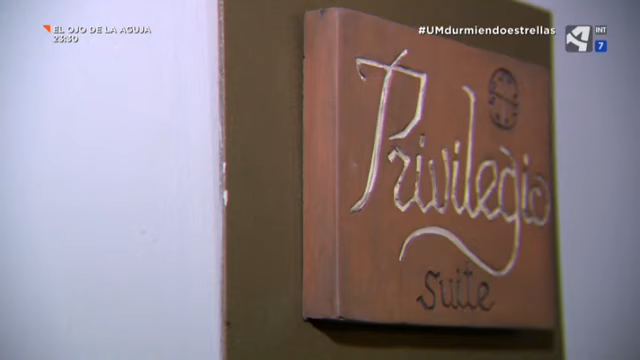 EL OJO DE LA AGUJA
23:30
#UMdurmiendoestrellas
INT
7
Privilegio
Suite